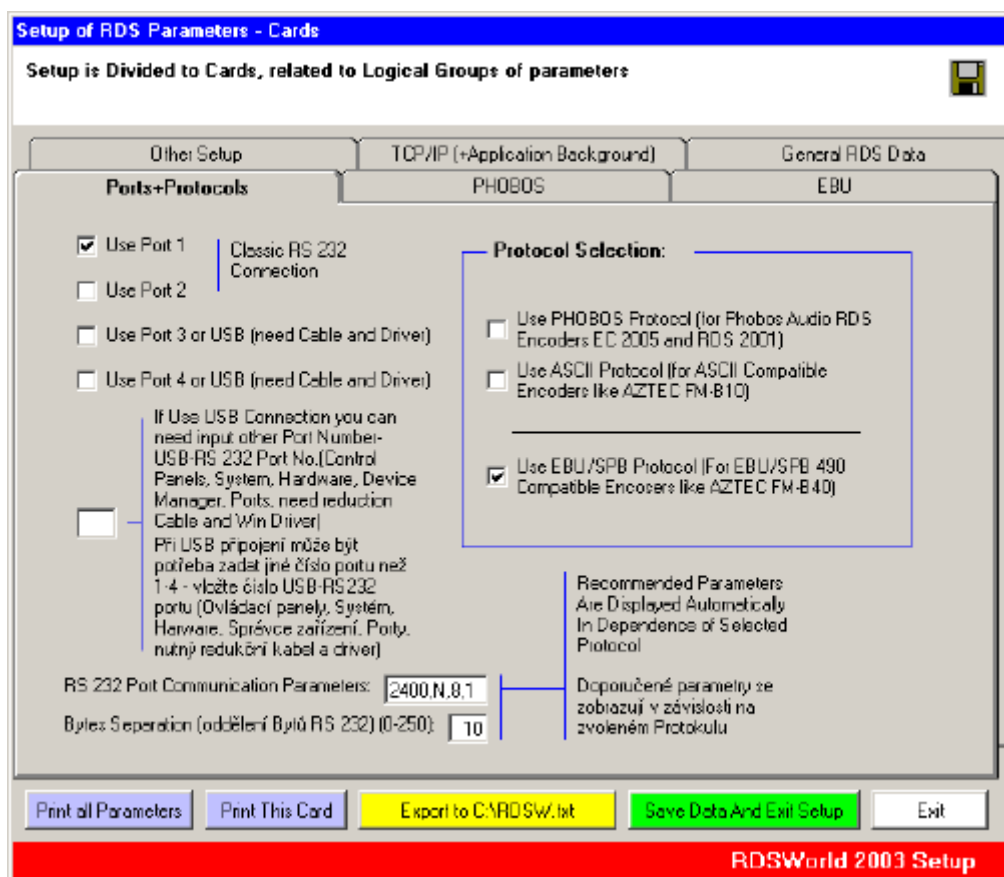 Setup of RDS Parameters - Cards
Setup is Divided to Cards, related to Logical Groups of parameters
Other Setup
TCP/IP (+Application Background)
General RDS Data
Ports+Protocols
PHOBOS
EBU
Use Port 1
Use Port 2
Classic RS 232
Connection
Use Port 3 or USB (need Cable and Driver)
Use Port 4 or USB (need Cable and Driver)
If Use USB Connection you can
need input other Port Number-
USB-RS 232 Port No.(Control
Panels, System, Hardware, Device
Manager, Ports, need reduction
Cable and Win Driver)
Při USB připojení může být
potřeba zadat jiné číslo portu než
1-4 - vložte číslo USB-RS232
portu (Ovládací panely, Systém,
Harware, Správce zařízení, Porty,
nutný redukční kabel a driver)
Protocol Selection:
Use PHOBOS Protocol (for Phobos Audio RDS
Encoders EC 2005 and RDS 2001)
Use ASCII Protocol (for ASCII Compatible
Encoders like AZTEC FM-B10)
Use EBU/SPB Protocol (For EBU/SPB 490
Compatible Encosers like AZTEC FM-B40)
Recommended Parameters
Are Displayed Automatically
In Dependence of Selected
Protocol
Doporučené parametry se
zobrazují v závislosti na
zvoleném Protokulu
RS 232 Port Communication Parameters: 2400,N,8,1
Bytes Separation (oddělení Bytů RS 232) (0-250): 10
Print all Parameters
Print This Card
Export to C:\RDSW.txt
Save Data And Exit Setup
Exit
RDSWorld 2003 Setup